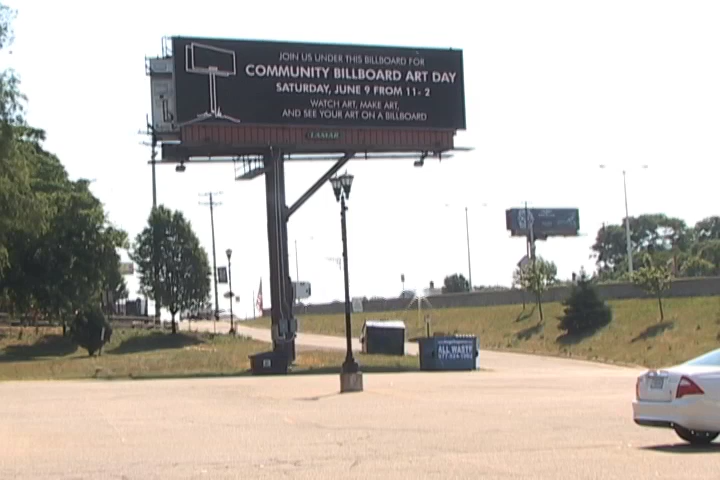 JOIN US UNDER THIS BILLBOARD FOR
COMMUNITY BILLBOARD ART DAY
SATURDAY, JUNE 9 FROM 11- 2
WATCH ART, MAKE ART,
AND SEE YOUR ART ON A BILLBOARD
LAMAR
ALL WASTE